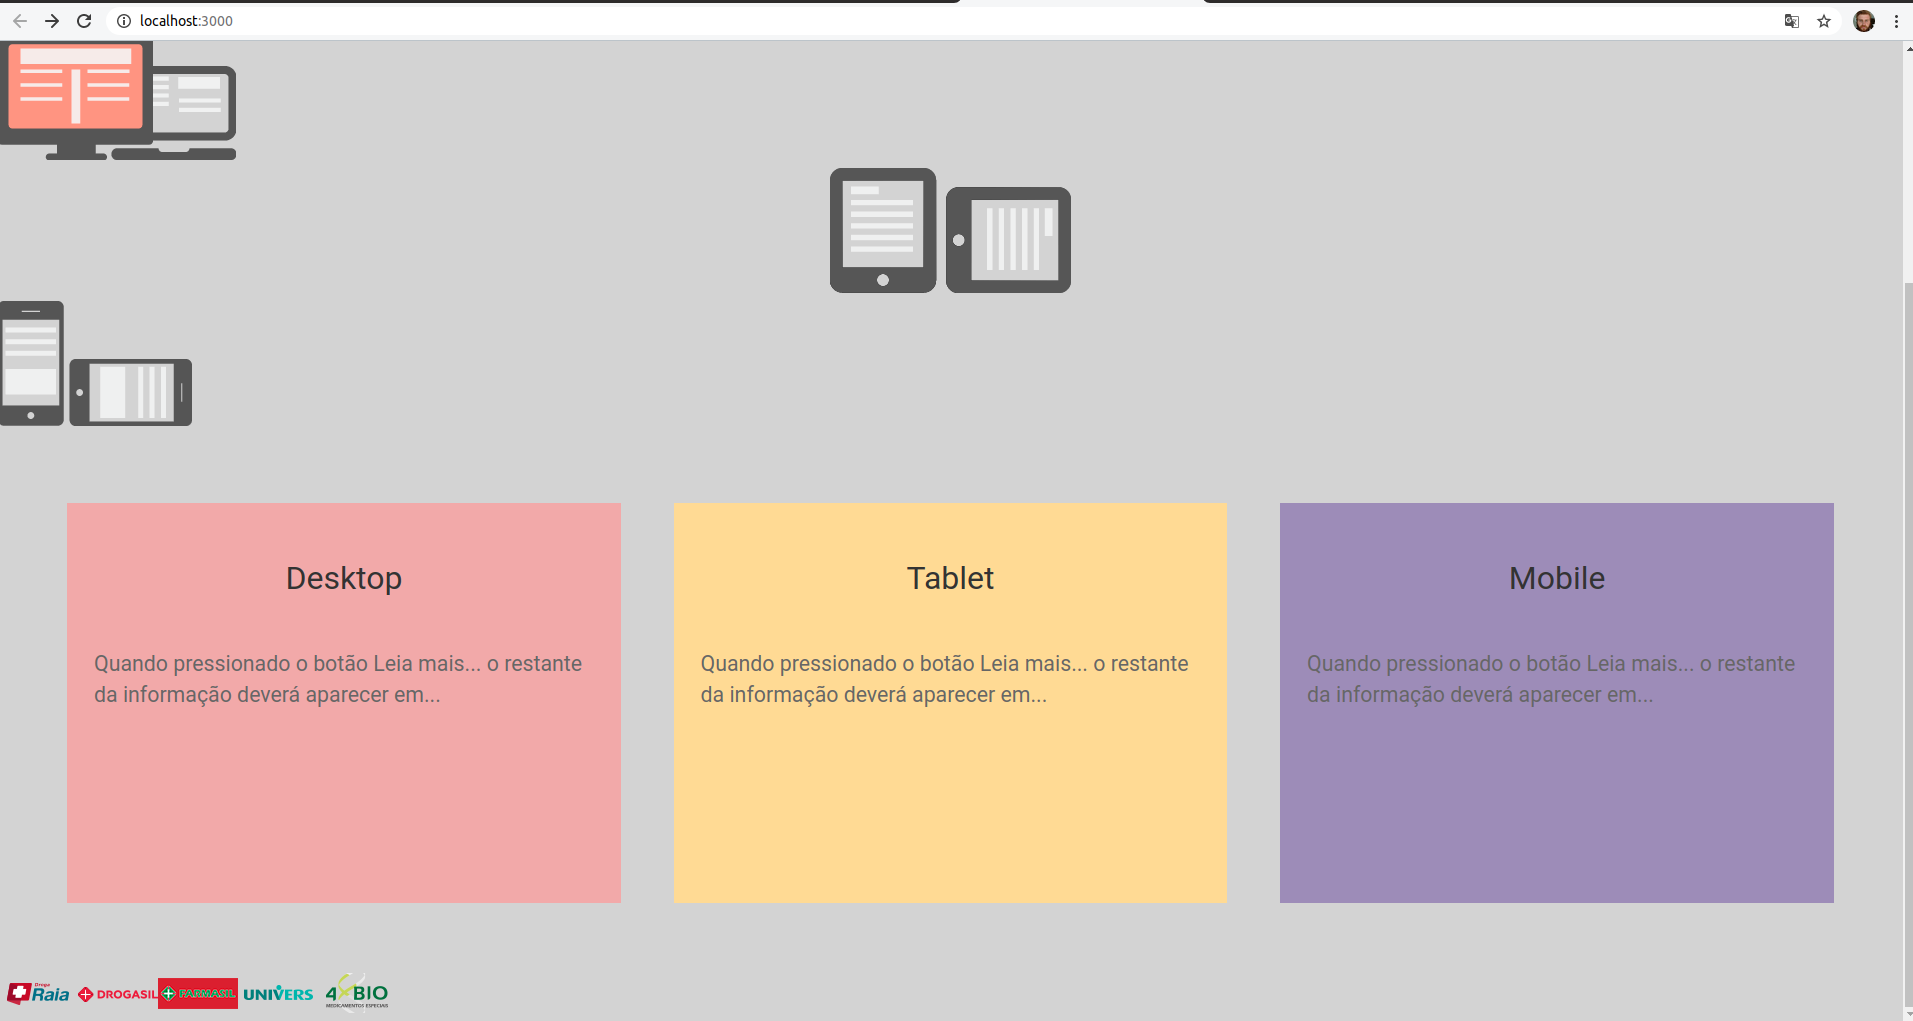 localhost:3000
Desktop
Quando pressionado o botão Leia mais... o restante
da informação deverá aparecer em...
Tablet
Quando pressionado o botão Leia mais... o restante
da informação deverá aparecer em...
Mobile
Quando pressionado o botão Leia mais... o restante
da informação deverá aparecer em...
Droga
Raia
DROGASIL
FARMASIL
UNIVERS
4 BIO
MEDICAMENTOS ESPECIAIS